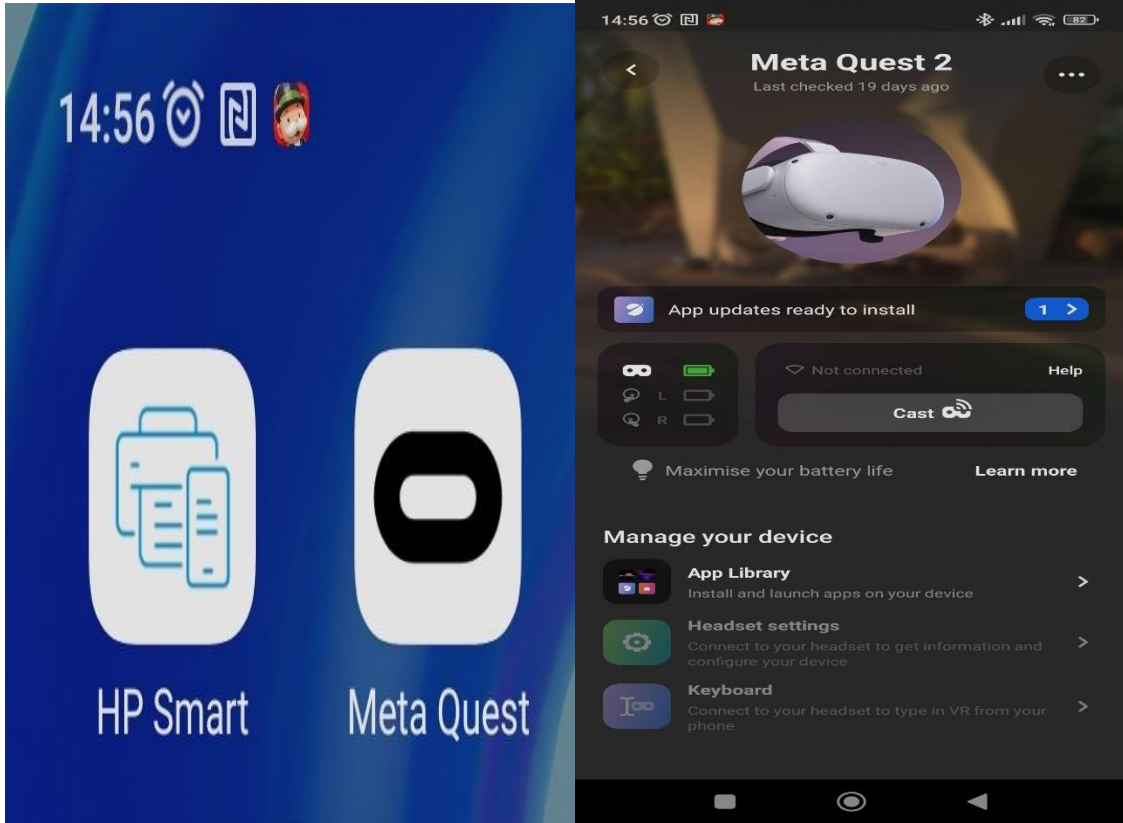 14:56
HP Smart
Meta Quest
14:56
82
Meta Quest 2
Last checked 19 days ago
App updates ready to install
1
Not connected
Help
L
R
Cast
Maximise your battery life
Learn more
Manage your device
App Library
Install and launch apps on your device
Headset settings
Connect to your headset to get information and
configure your device
Keyboard
Connect to your headset to type in VR from your
phone